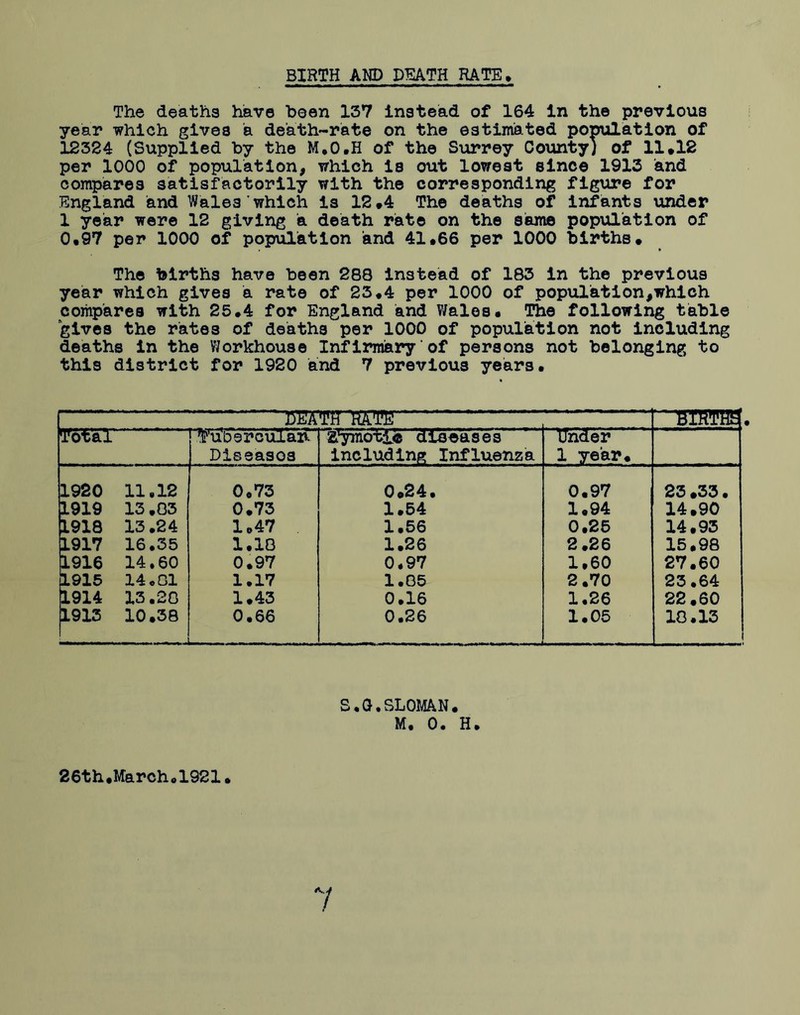 BIRTH AND DEATH RATE.
The deaths have been 137 instead of 164 in the previous
year which gives a death-rate on the estimated population of
12324 (Supplied by the M.O.H of the Surrey County) of 11.12
per 1000 of population, which is out lowest since 1913 and
compares satisfactorily with the corresponding figure for
England and Wales which is 12.4 The deaths of infants under
1 year were 12 giving a death rate on the same population of
0.97 per 1000 of population and 41.66 per 1000 births.
The births have been 288 instead of 183 in the previous
year which gives a rate of 23.4 per 1000 of population,which
compares with 25.4 for England and Wales. The following table
gives the rates of deaths per 1000 of population not including
deaths in the Workhouse Infirmary of persons not belonging to
this district for 1920 and 7 previous years.
DEATH RATE BIRTHS.
Total Tubercular Zymotic diseases Under
Diseases including Influenza 1 year.
1920 11.12 0.73 0.24. 0.97 23.33.
1919 13.83 0.73 1.54 1.94 14.90
1918 13.24 1.47 1.56 0.25 14.93
1917 16.35 1.18 1.26 2.26 15.98
1916 14.60 0.97 0.97 1.60 27.60
1915 14.81 1.17 1.05 2.70 23.64
1914 13.28 1.43 0.16 1.26 22.60
1913 10.38 0.66 0.26 1.05 18.13
S.G.SLOMAN.
M. O. H.
26th.March.1921.
7